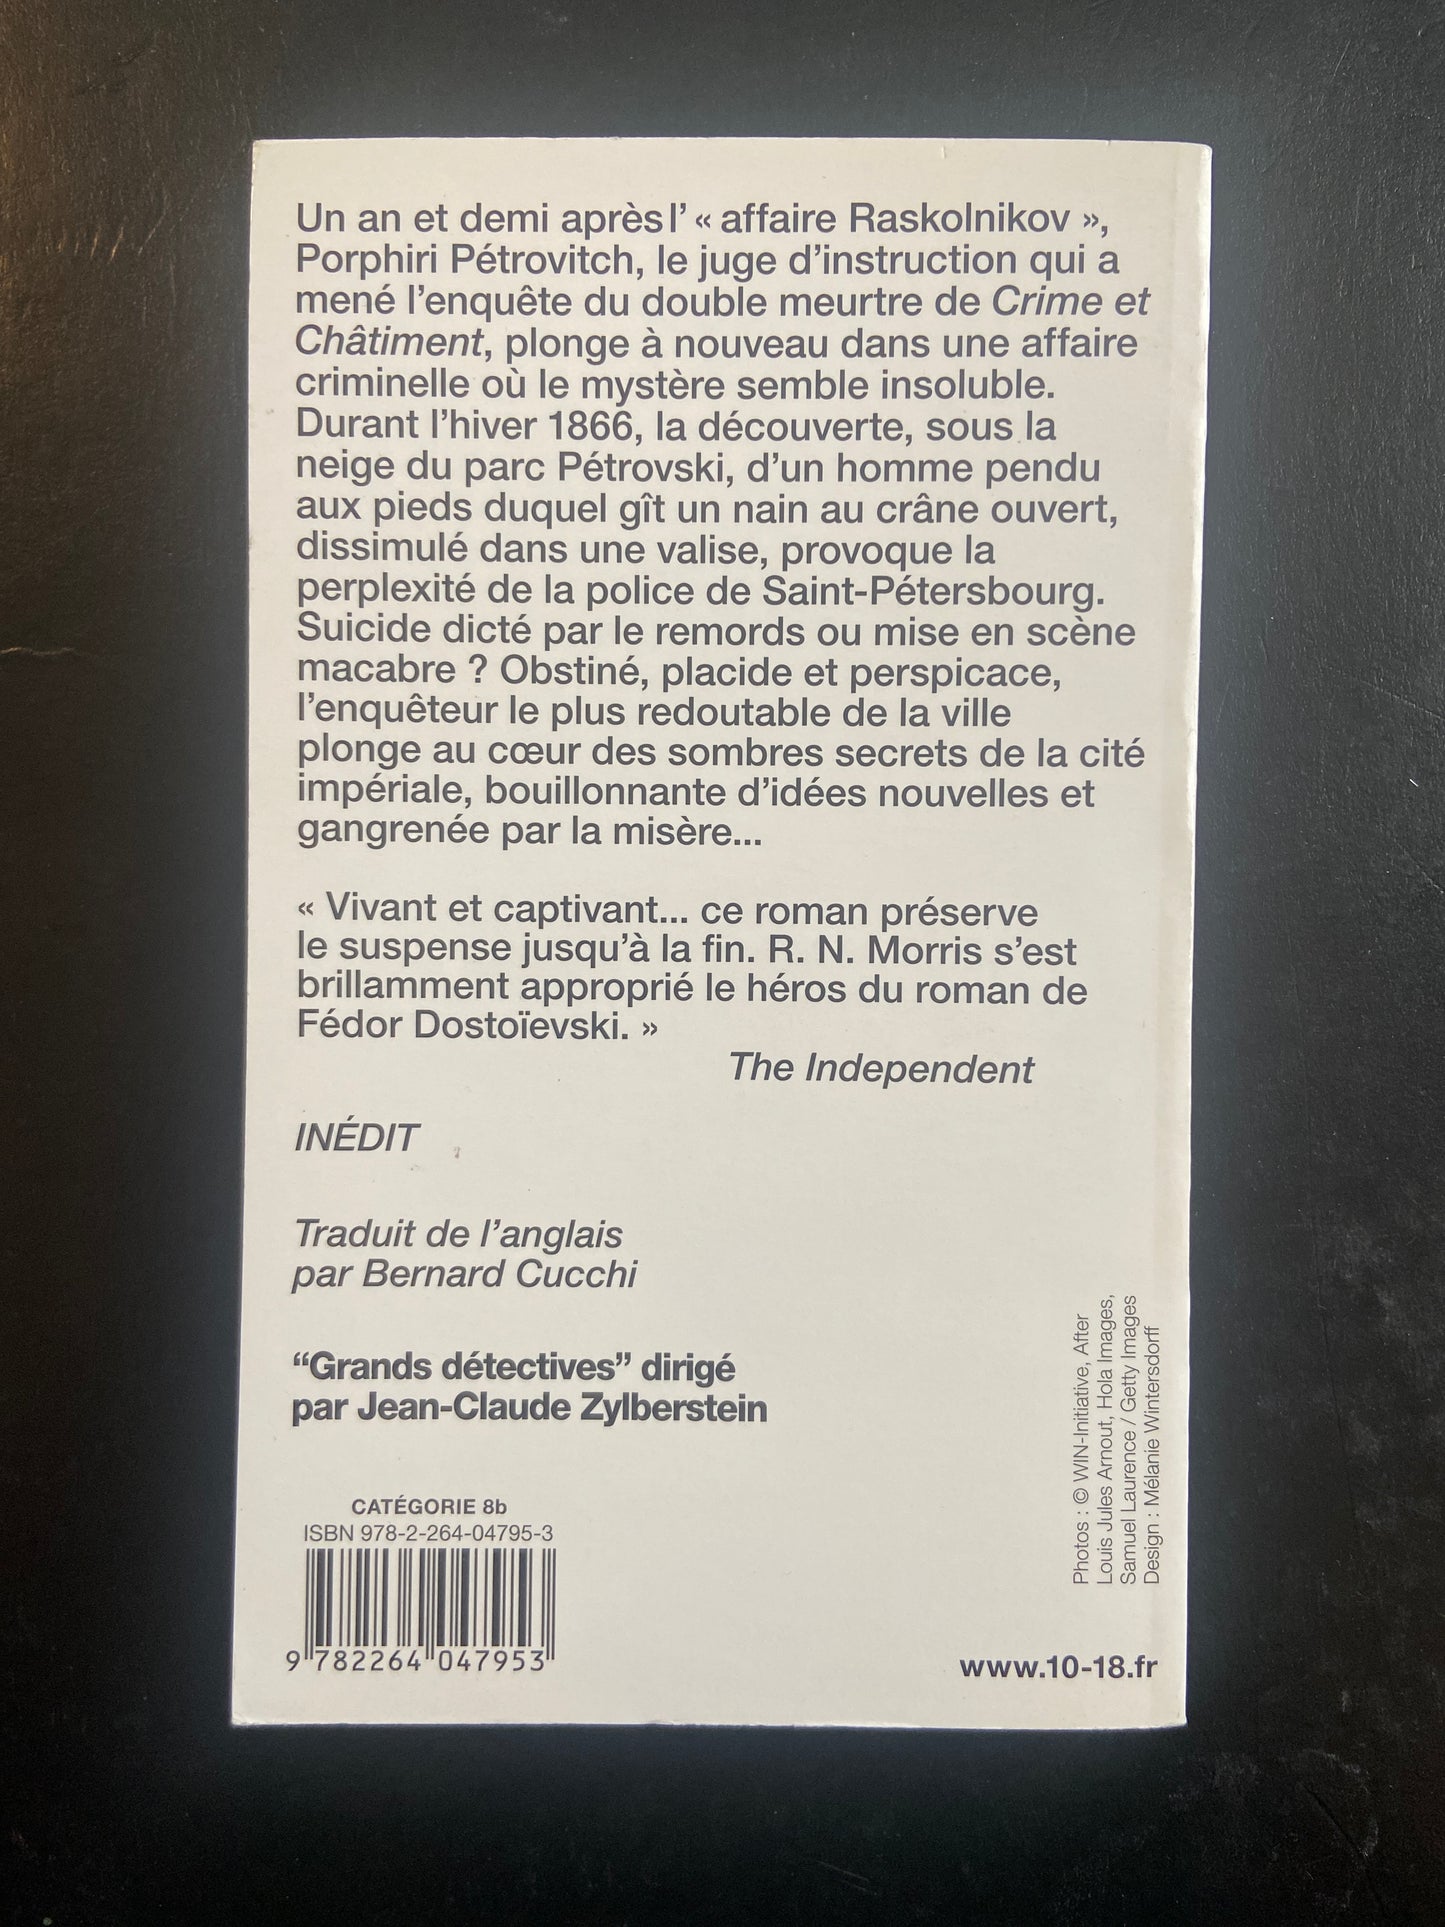 Un an et demi après l' « affaire Raskolnikov »,
Porphiri Pétrovitch, le juge d'instruction qui a
mené l'enquête du double meurtre de Crime et
Châtiment, plonge à nouveau dans une affaire
criminelle où le mystère semble insoluble.
Durant l'hiver 1866, la découverte, sous la
neige du parc Pétrovski, d'un homme pendu
aux pieds duquel gît un nain au crâne ouvert,
dissimulé dans une valise, provoque la
perplexité de la police de Saint-Pétersbourg.
Suicide dicté par le remords ou mise en scène
macabre ? Obstiné, placide et perspicace,
l'enquêteur le plus redoutable de la ville
plonge au cœur des sombres secrets de la cité
impériale, bouillonnante d'idées nouvelles et
gangrenée par la misère...
« Vivant et captivant... ce roman préserve
le suspense jusqu'à la fin. R. N. Morris s'est
brillamment approprié le héros du roman de
Fédor Dostoïevski. »
The Independent
INÉDIT
Traduit de l'anglais
par Bernard Cucchi
“Grands détectives” dirigé
par Jean-Claude Zylberstein
CATÉGORIE 8b
ISBN 978-2-264-04795-3
9 782264 047953
Photos : © WIN-Initiative, After
Louis Jules Arnout, Hola Images,
Samuel Laurence / Getty Images
Design : Mélanie Wintersdorff
www.10-18.fr